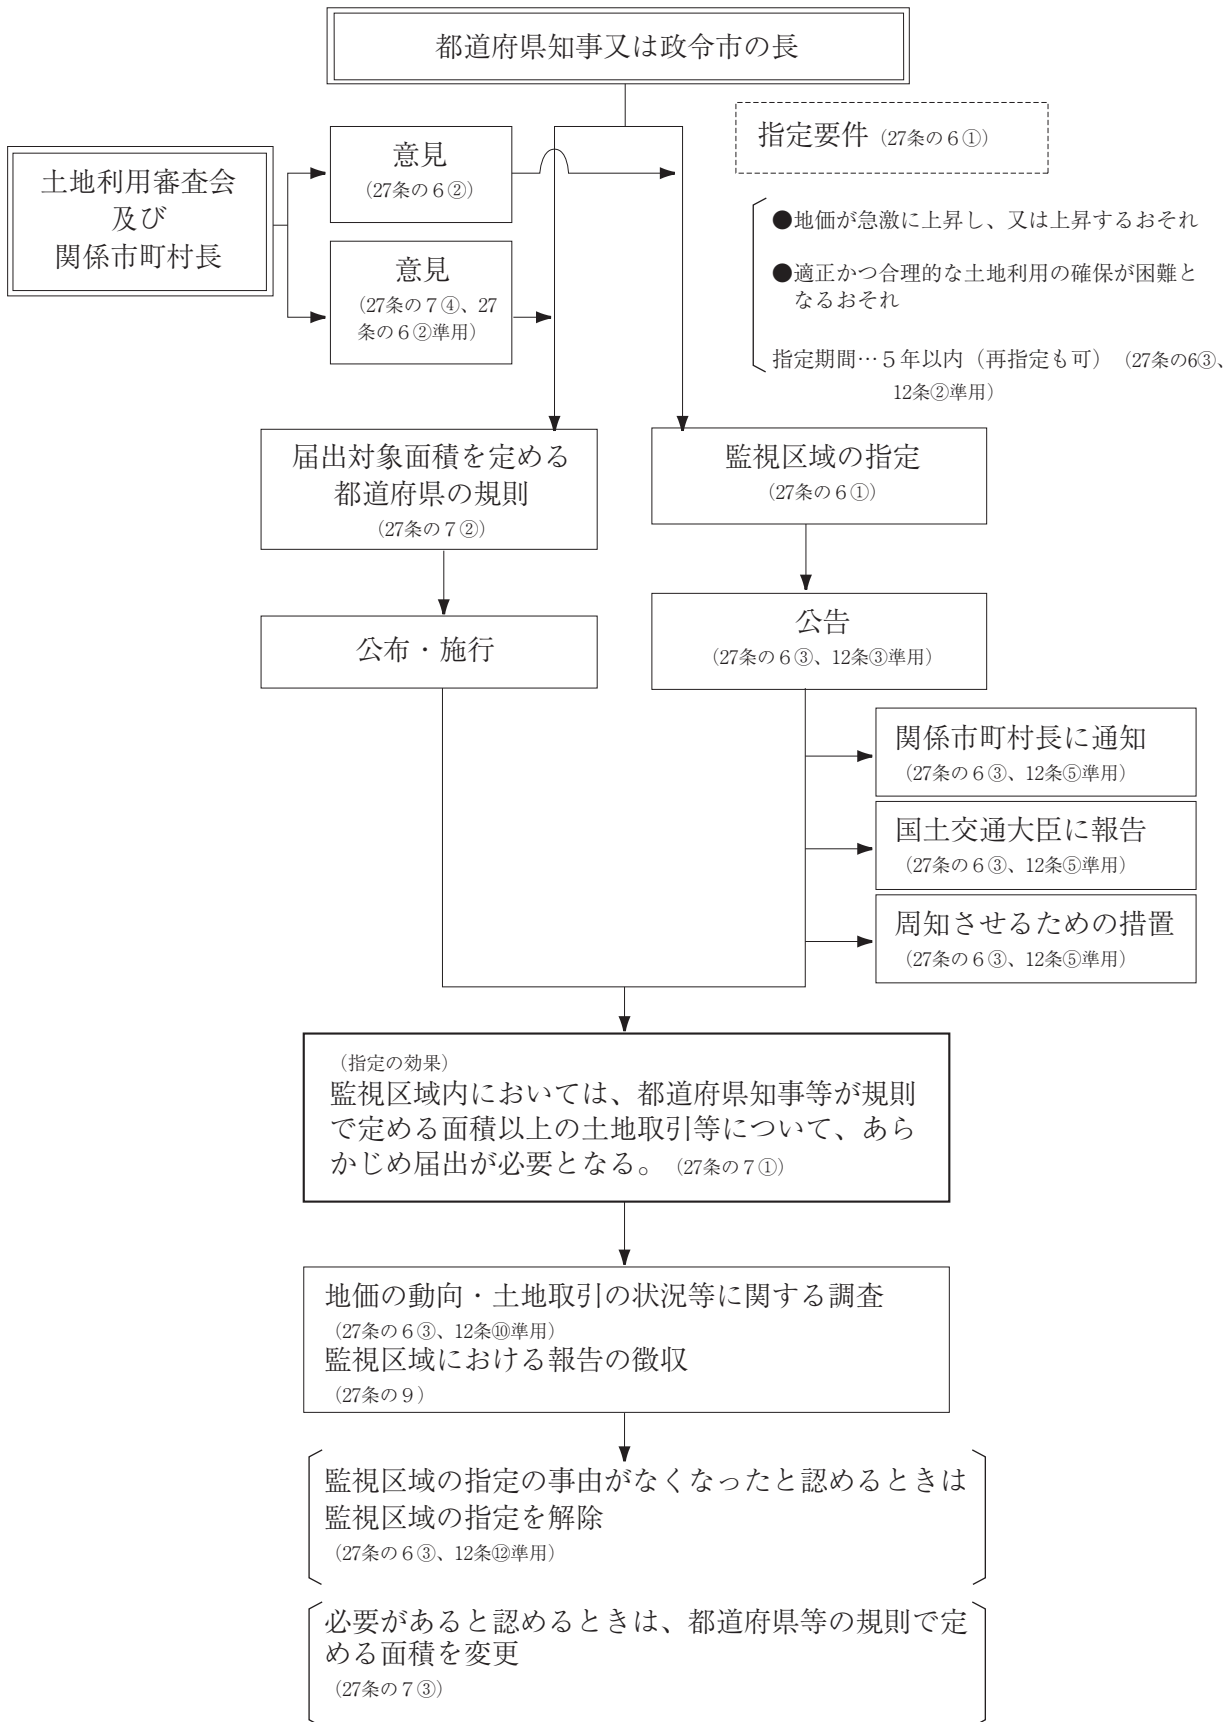 都道府県知事又は政令市の長
土地利用審査会
及び
関係市町村長
意見
（27条の６②）
意見
（27条の７④、27
条の６②準用）
指定要件（27条の６①）
●地価が急激に上昇し、又は上昇するおそれ
●適正かつ合理的な土地利用の確保が困難と
なるおそれ
指定期間…５年以内（再指定も可）（27条の6③、
12条②準用）
届出対象面積を定める
都道府県の規則
（27条の７②）
監視区域の指定
（27条の６①）
公布・施行
公告
（27条の６③、12条③準用）
関係市町村長に通知
（27条の６③、12条⑤準用）
国土交通大臣に報告
（27条の６③、12条⑤準用）
周知させるための措置
（27条の６③、12条⑤準用）
（指定の効果）
監視区域内においては、都道府県知事等が規則
で定める面積以上の土地取引等について、あら
かじめ届出が必要となる。（27条の７①）
地価の動向・土地取引の状況等に関する調査
（27条の６③、12条⑩準用）
監視区域における報告の徴収
（27条の９）
監視区域の指定の事由がなくなったと認めるときは
監視区域の指定を解除
（27条の６③、12条⑫準用）
必要があると認めるときは、都道府県等の規則で定
める面積を変更
（27条の７③）